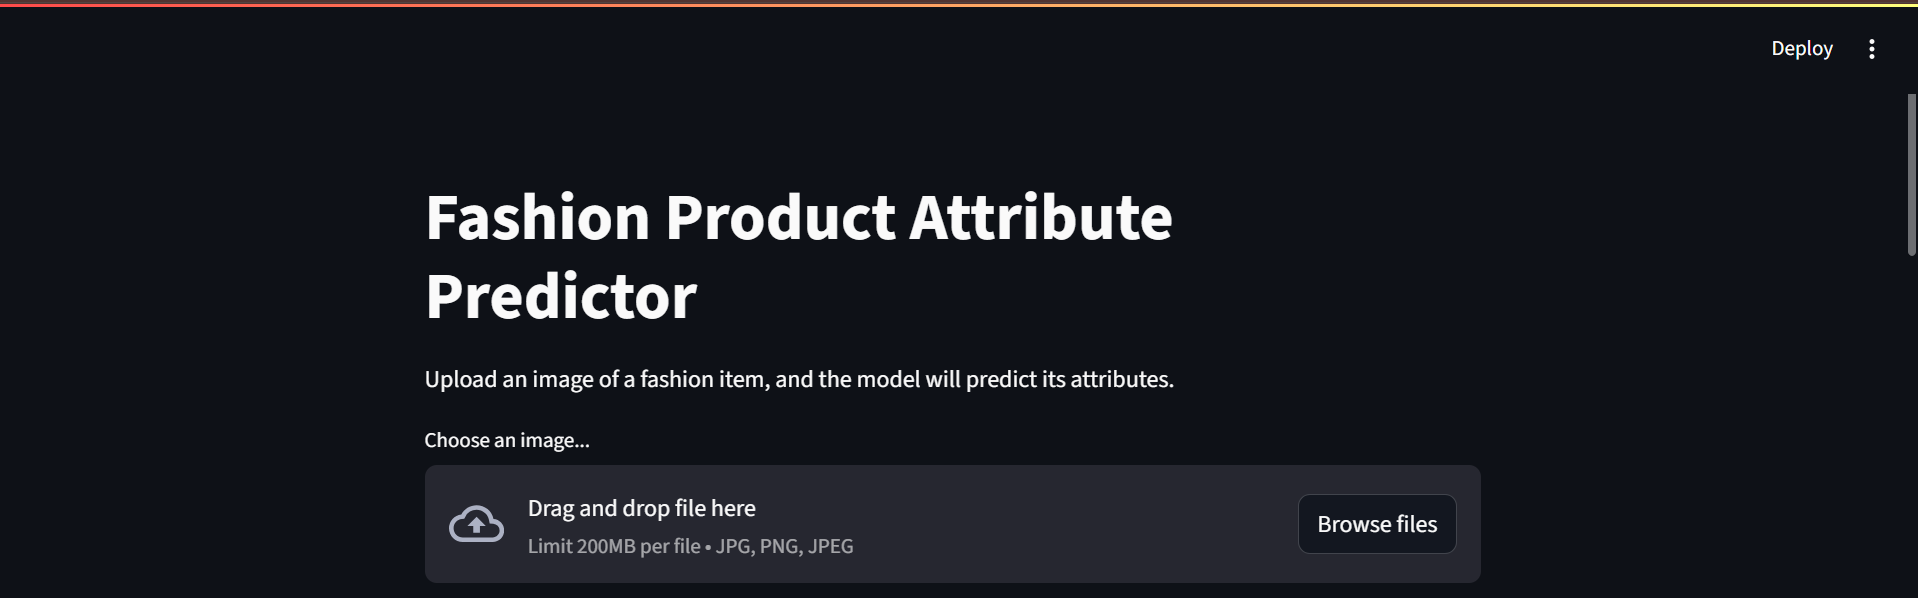 Deploy
Fashion Product Attribute
Predictor
Upload an image of a fashion item, and the model will predict its attributes.
Choose an image...
Drag and drop file here
Limit 200MB per file • JPG, PNG, JPEG
Browse files